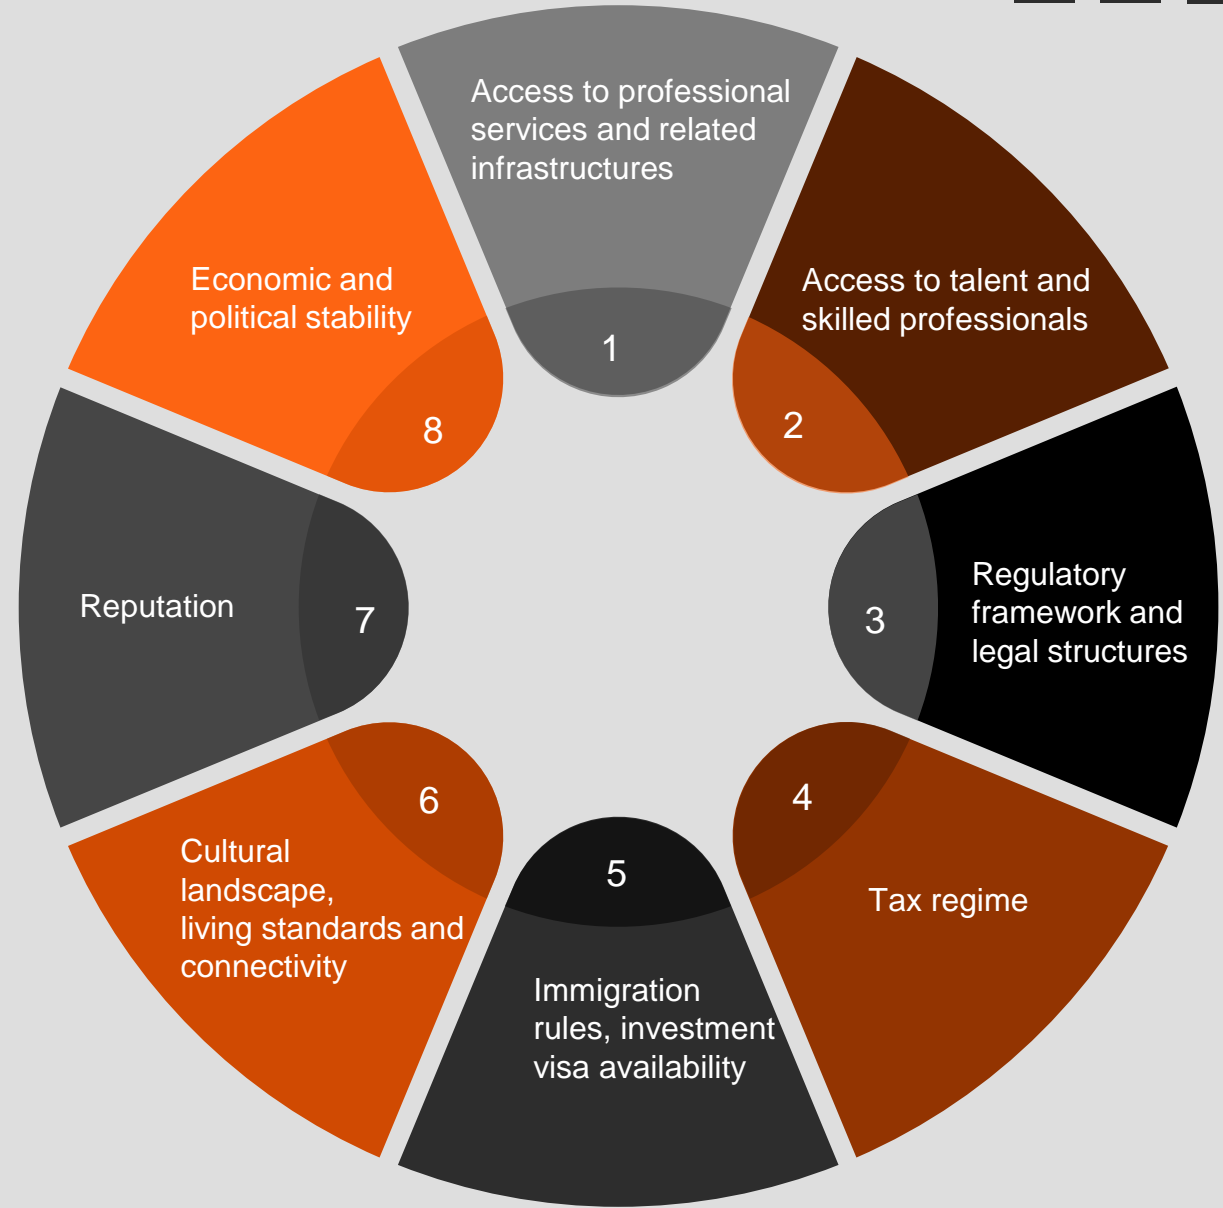 Access to professional
services and related
infrastructures
1
Access to talent and
skilled professionals
2
Regulatory
framework and
legal structures
3
Tax regime
4
Immigration
rules, investment
visa availability
5
Cultural
landscape,
living standards and
connectivity
6
Reputation
7
Economic and
political stability
8